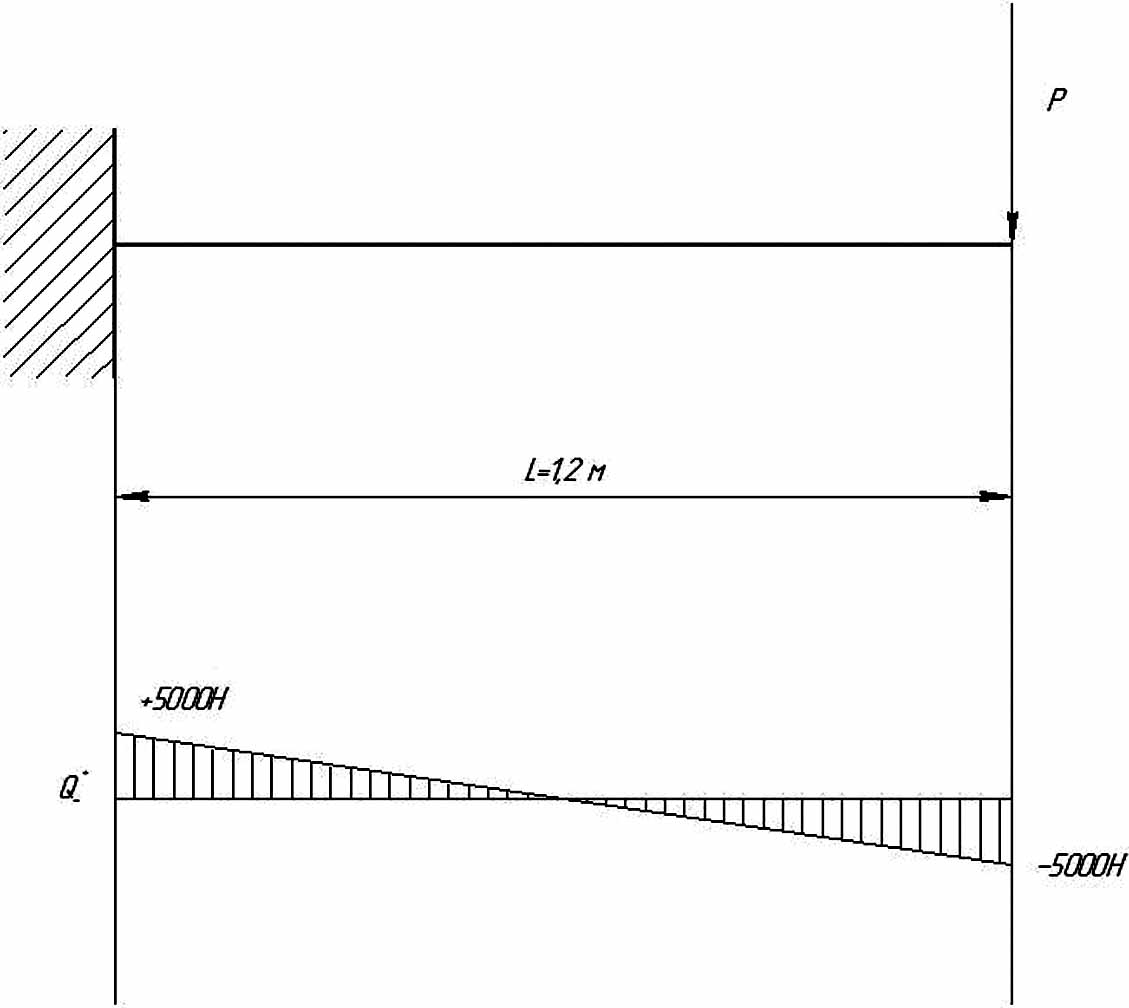 P
L=1,2 м
+5000Н
Q+-
-5000Н